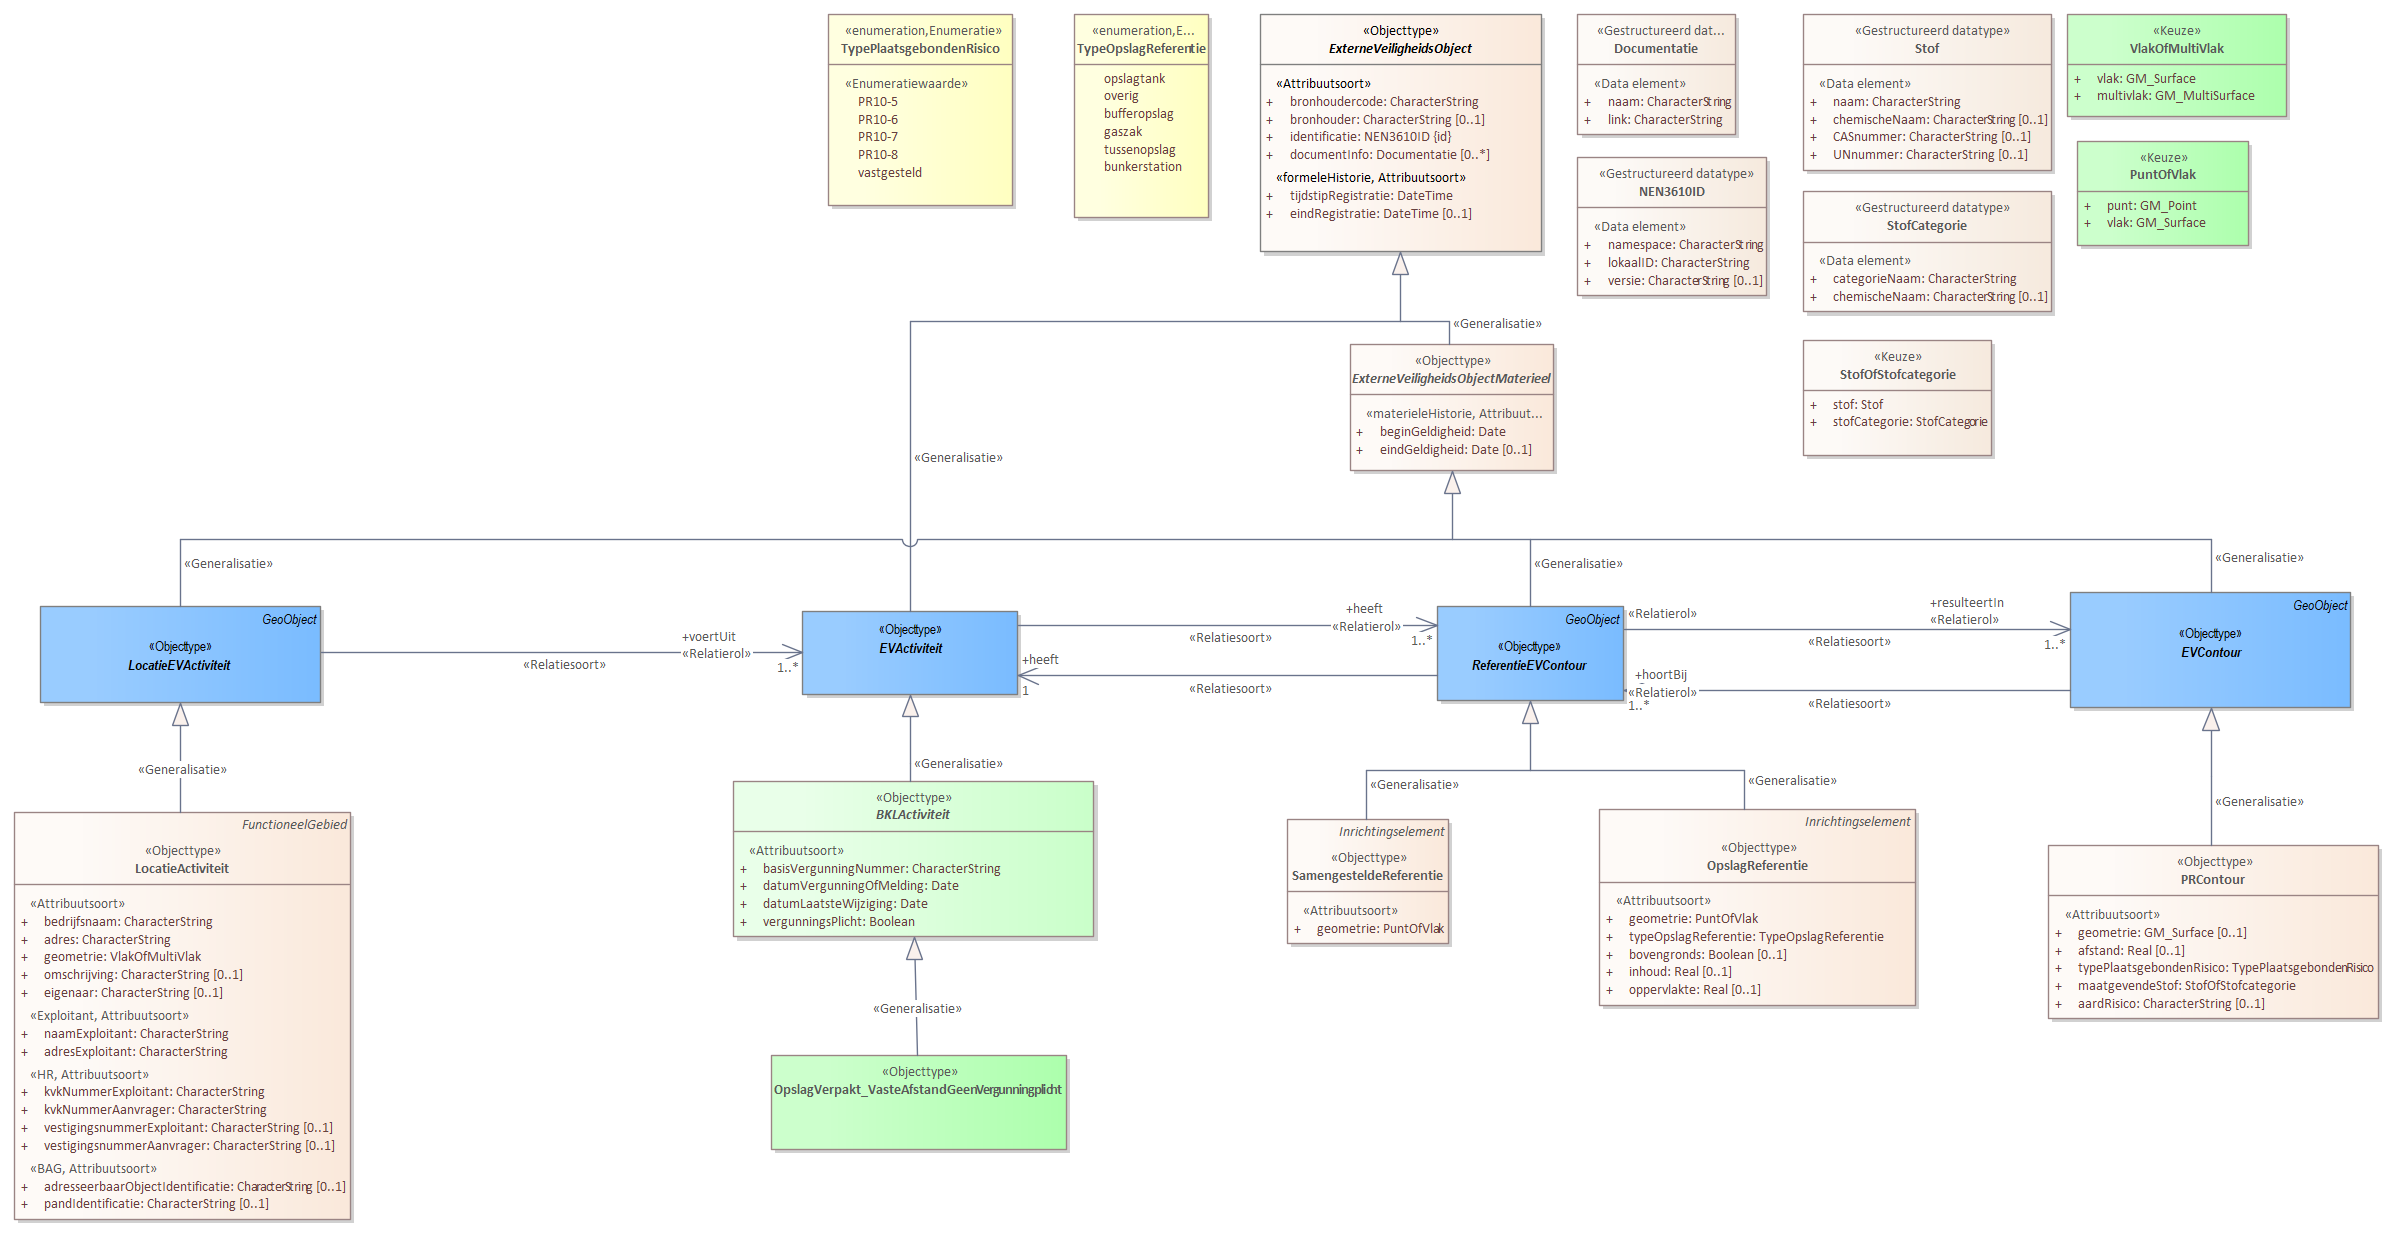 «enumeration,Enumeratie»
TypePlaatsgebondenRisico
«Enumeratiewaarde»
PR10-5
PR10-6
PR10-7
PR10-8
vastgesteld
«enumeration,E...
TypeOpslagReferentie
opslagtank
overig
bufferopslag
gaszak
tussenopslag
bunkerstation
«Objecttype»
ExterneVeiligheidsObject
«Attribuutsoort»
+ bronhoudercode: CharacterString
+ bronhouder: CharacterString [0..1]
+ identificatie: NEN3610ID {id}
+ documentInfo: Documentatie [0..*]
«formeleHistorie, Attribuutsoort»
+ tijdstipRegistratie: DateTime
+ eindRegistratie: DateTime [0..1]
«Gestructureerd dat...
Documentatie
«Data element»
+ naam: CharacterString
+ link: CharacterString
«Gestructureerd datatype»
NEN3610ID
«Data element»
+ namespace: CharacterString
+ lokaalID: CharacterString
+ versie: CharacterString [0..1]
«Gestructureerd datatype»
Stof
«Data element»
+ naam: CharacterString
+ chemischeNaam: CharacterString [0..1]
+ CASnummer: CharacterString [0..1]
+ UNnummer: CharacterString [0..1]
«Gestructureerd datatype»
StofCategorie
«Data element»
+ categorieNaam: CharacterString
+ chemischeNaam: CharacterString [0..1]
«Keuze»
StofOfStofcategorie
+ stof: Stof
+ stofCategorie: StofCategorie
«Keuze»
VlakOfMultiVlak
+ vlak: GM_Surface
+ multivlak: GM_MultiSurface
«Keuze»
PuntOfVlak
+ punt: GM_Point
+ vlak: GM_Surface
«Generalisatie»
«Objecttype»
ExterneVeiligheidsObjectMaterieel
«materieleHistorie, Attribuut...
+ beginGeldigheid: Date
+ eindGeldigheid: Date [0..1]
«Generalisatie»
«Generalisatie»
«Generalisatie»
«Generalisatie»
GeoObject
«Objecttype»
LocatieEVActiviteit
+voertUit
«Relatierol»
1..*
«Relatiesoort»
«Objecttype»
EVActiviteit
+heeft
«Relatierol»
1..*
«Relatiesoort»
+heeft
1
«Relatiesoort»
GeoObject
«Objecttype»
ReferentieEVContour
«Relatierol»
+resulteertIn
«Relatierol»
1..*
«Relatiesoort»
+hoortBij
«Relatierol»
1..*
«Relatiesoort»
GeoObject
«Objecttype»
EVContour
«Generalisatie»
«Generalisatie»
«Generalisatie»
«Generalisatie»
«Generalisatie»
FunctioneelGebied
«Objecttype»
LocatieActiviteit
«Attribuutsoort»
+ bedrijfsnaam: CharacterString
+ adres: CharacterString
+ geometrie: VlakOfMultiVlak
+ omschrijving: CharacterString [0..1]
+ eigenaar: CharacterString [0..1]
«Exploitant, Attribuutsoort»
+ naamExploitant: CharacterString
+ adresExploitant: CharacterString
«HR, Attribuutsoort»
+ kvkNummerExploitant: CharacterString
+ kvkNummerAanvrager: CharacterString
+ vestigingsnummerExploitant: CharacterString [0..1]
+ vestigingsnummerAanvrager: CharacterString [0..1]
«BAG, Attribuutsoort»
+ adresseerbaarObjectIdentificatie: CharacterString [0..1]
+ pandIdentificatie: CharacterString [0..1]
«Objecttype»
BKLActiviteit
«Attribuutsoort»
+ basisVergunningNummer: CharacterString
+ datumVergunningOfMelding: Date
+ datumLaatsteWijziging: Date
+ vergunningsPlicht: Boolean
«Generalisatie»
«Objecttype»
OpslagVerpakt_VasteAfstandGeenVergunningplicht
Inrichtingselement
«Objecttype»
SamengesteldeReferentie
«Attribuutsoort»
+ geometrie: PuntOfVlak
Inrichtingselement
«Objecttype»
OpslagReferentie
«Attribuutsoort»
+ geometrie: PuntOfVlak
+ typeOpslagReferentie: TypeOpslagReferentie
+ bovengronds: Boolean [0..1]
+ inhoud: Real [0..1]
+ oppervlakte: Real [0..1]
«Objecttype»
PRContour
«Attribuutsoort»
+ geometrie: GM_Surface [0..1]
+ afstand: Real [0..1]
+ typePlaatsgebondenRisico: TypePlaatsgebondenRisico
+ maatgevendeStof: StofOfStofcategorie
+ aardRisico: CharacterString [0..1]